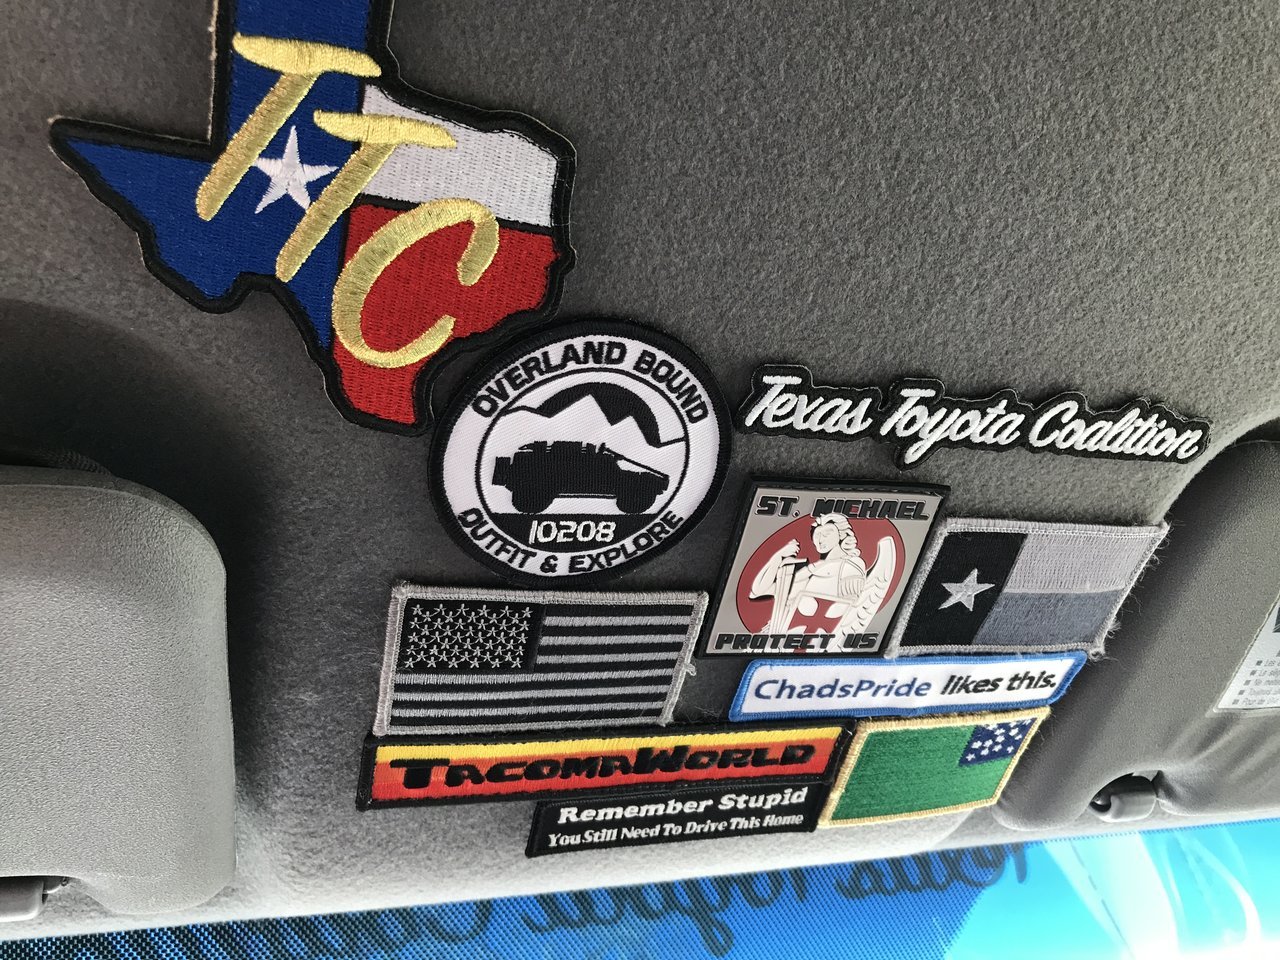 TTC
OVERLAND BOUND
10208
OUTFIT & EXPLORE
Texas Toyota Coalition
ST. MICHAEL
PROTECT US
ChadsPride likes this.
TACOMAWORLD
Remember Stupid
You Still Need To Drive This Home